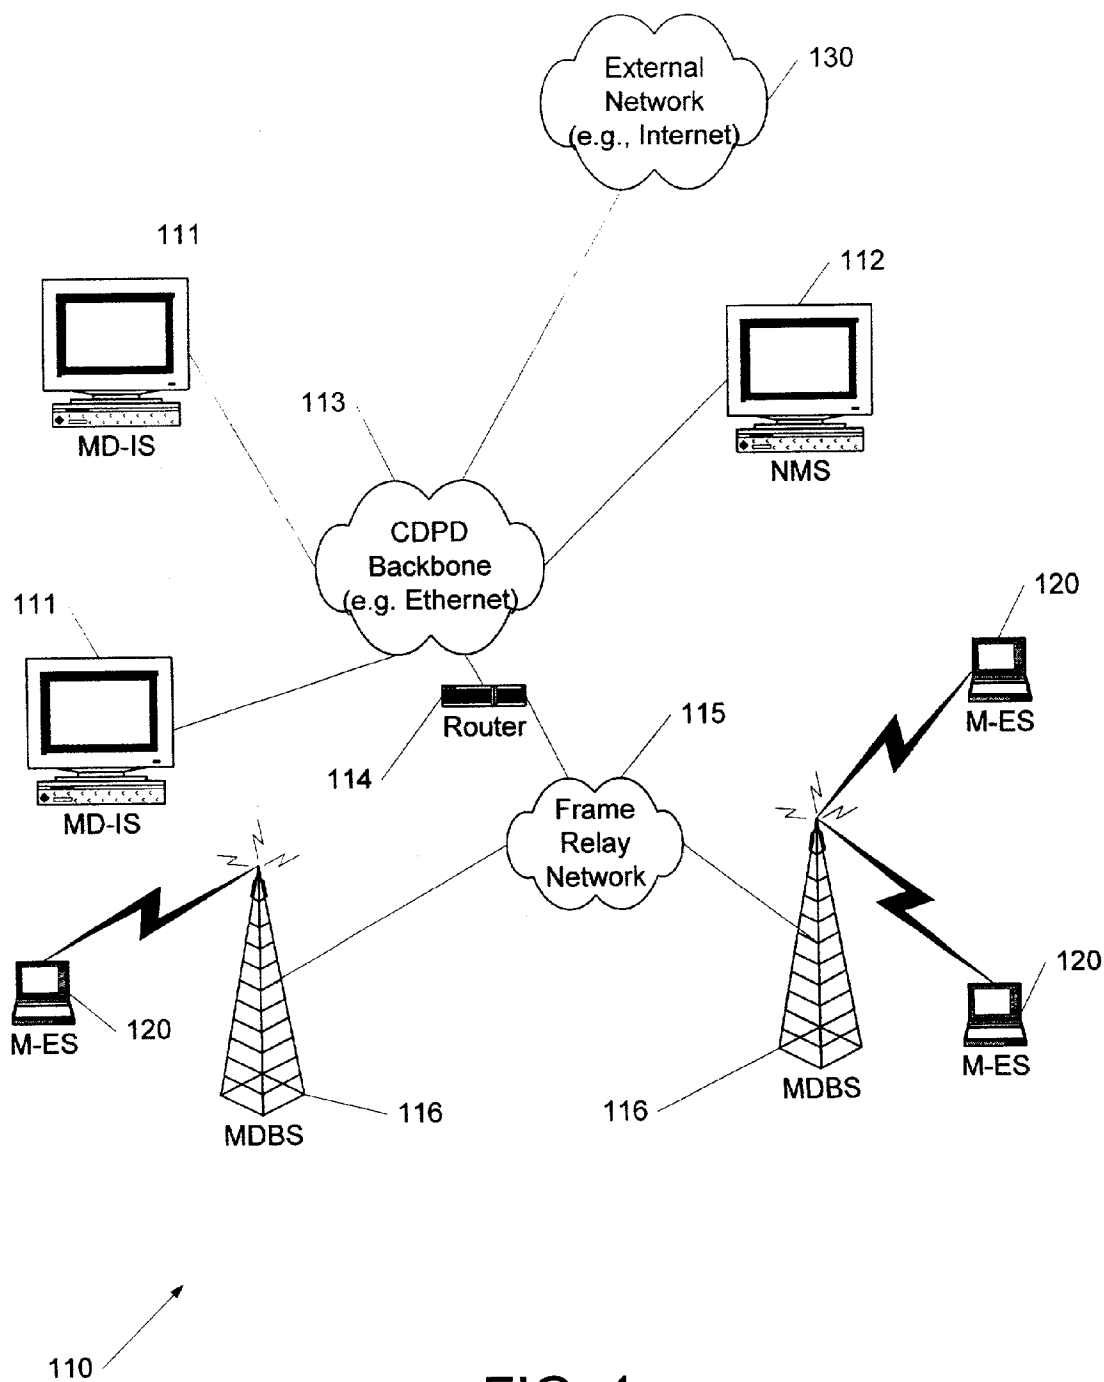 130
External
Network
(e.g., Internet)
111
112
MD-IS
113
NMS
CDPD
Backbone
(e.g. Ethernet)
120
111
M-ES
Router
115
114
MD-IS
Frame
Relay
Network
120
M-ES
120
M-ES
116
116
MDBS
MDBS
110